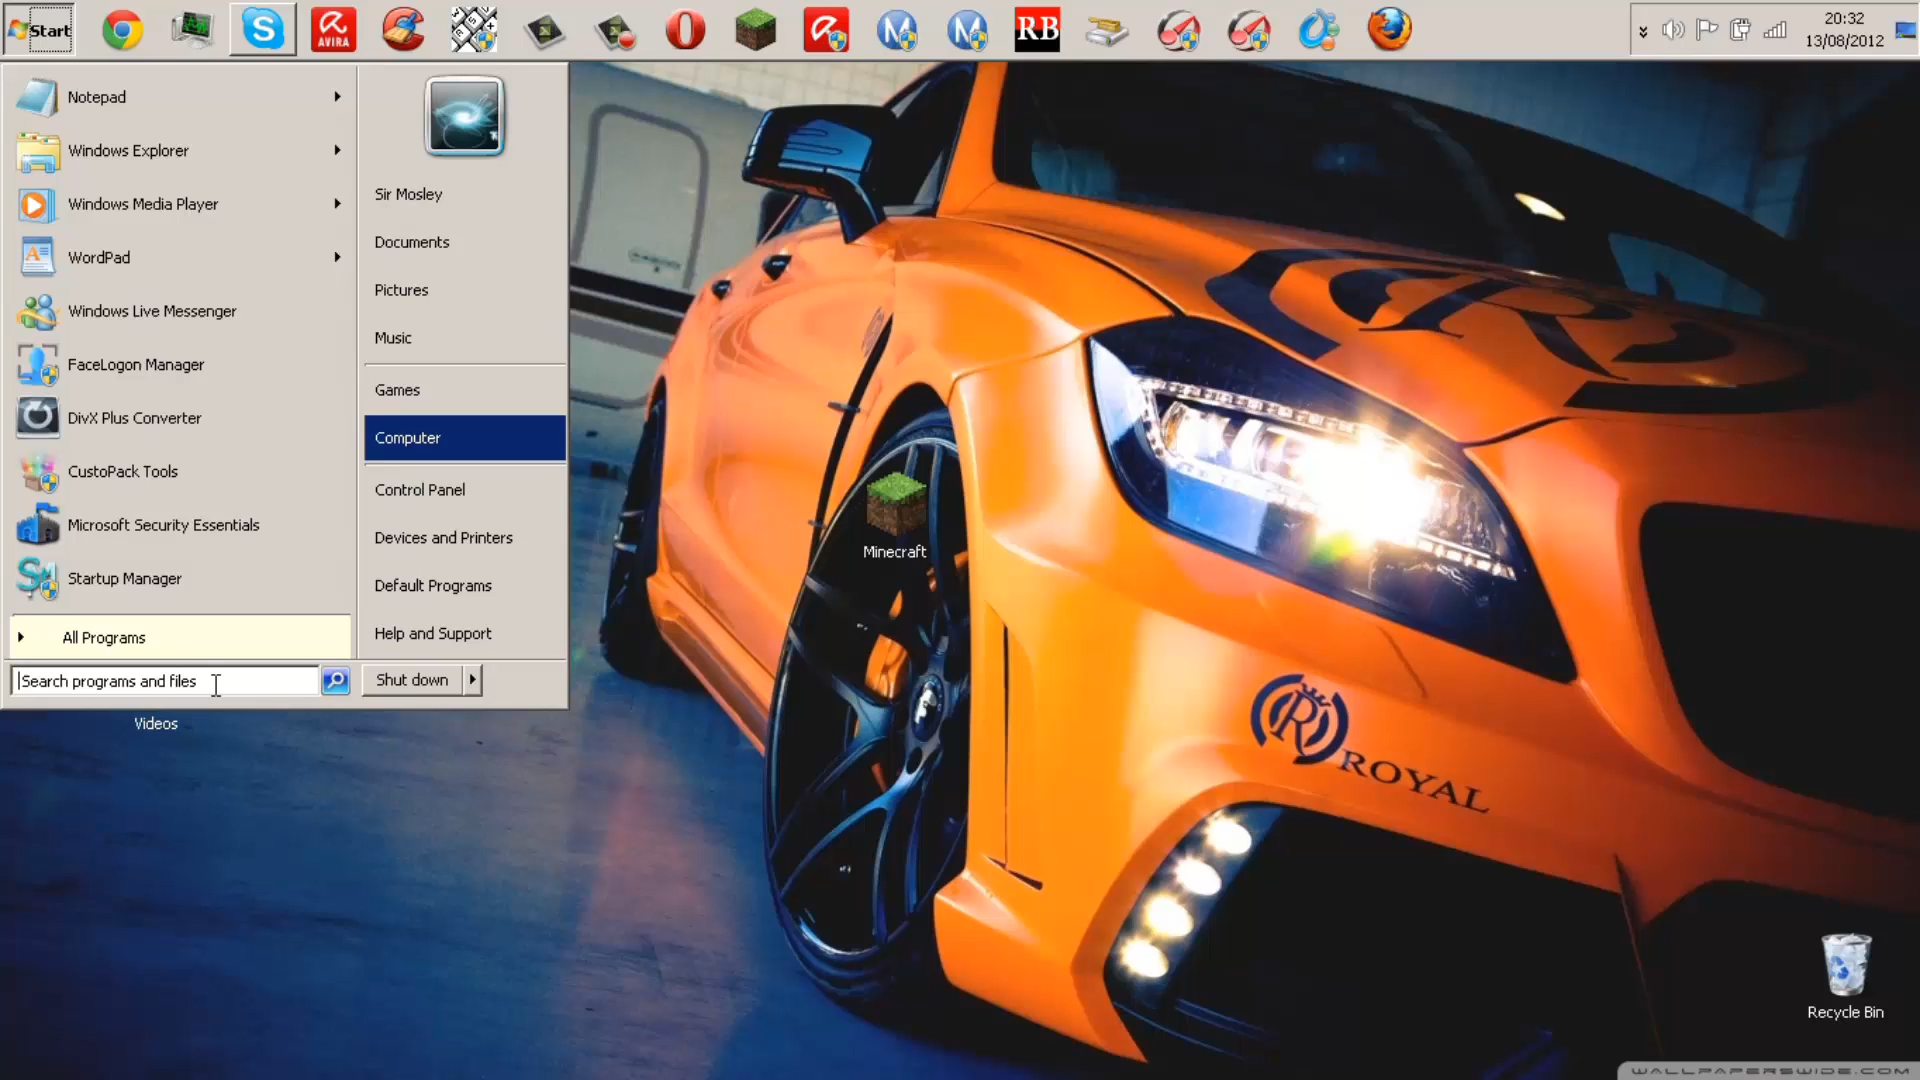 Start
AVIRA
RB
20:32
13/08/2012
Notepad
Windows Explorer
Windows Media Player
WordPad
Windows Live Messenger
FaceLogon Manager
DivX Plus Converter
CustoPack Tools
Microsoft Security Essentials
Startup Manager
All Programs
Search programs and files
Sir Mosley
Documents
Pictures
Music
Games
Computer
Control Panel
Devices and Printers
Default Programs
Help and Support
Shut down
Videos
Minecraft
R
R ROYAL
Recycle Bin
WALLPAPERSWIDE.COM